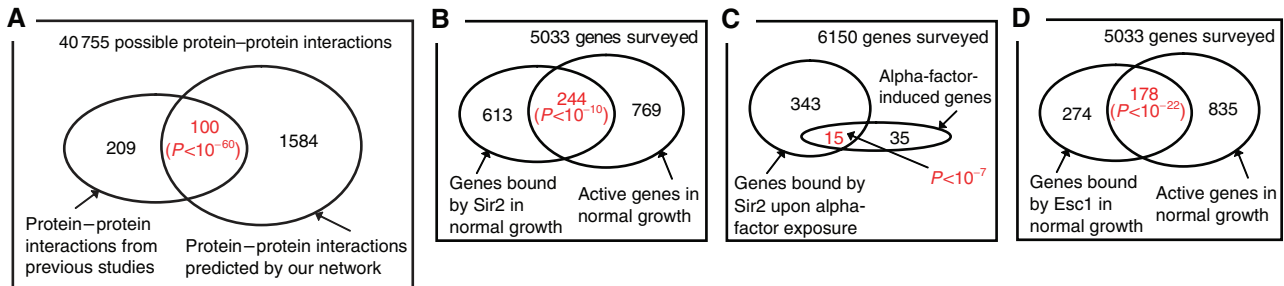 A
40 755 possible protein–protein interactions
209
100
(P<10⁻⁶⁰)
1584
Protein–protein
interactions from
previous studies
Protein–protein interactions
predicted by our network
B
5033 genes surveyed
613
244
(P<10⁻¹⁰)
769
Genes bound
by Sir2 in
normal growth
Active genes in
normal growth
C
6150 genes surveyed
343
Alpha-factor-
induced genes
15
35
P<10⁻⁷
Genes bound by
Sir2 upon alpha-
factor exposure
D
5033 genes surveyed
274
178
(P<10⁻²²)
835
Genes bound
by Esc1 in
normal growth
Active genes in
normal growth